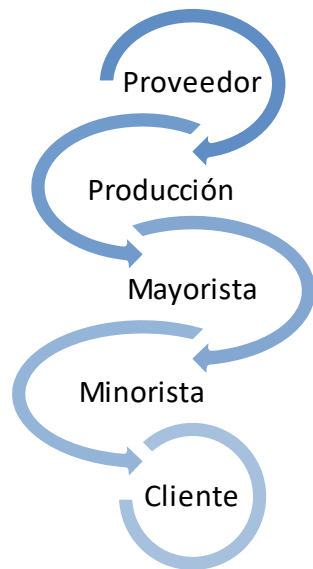 Proveedor
Producción
Mayorista
Minorista
Cliente